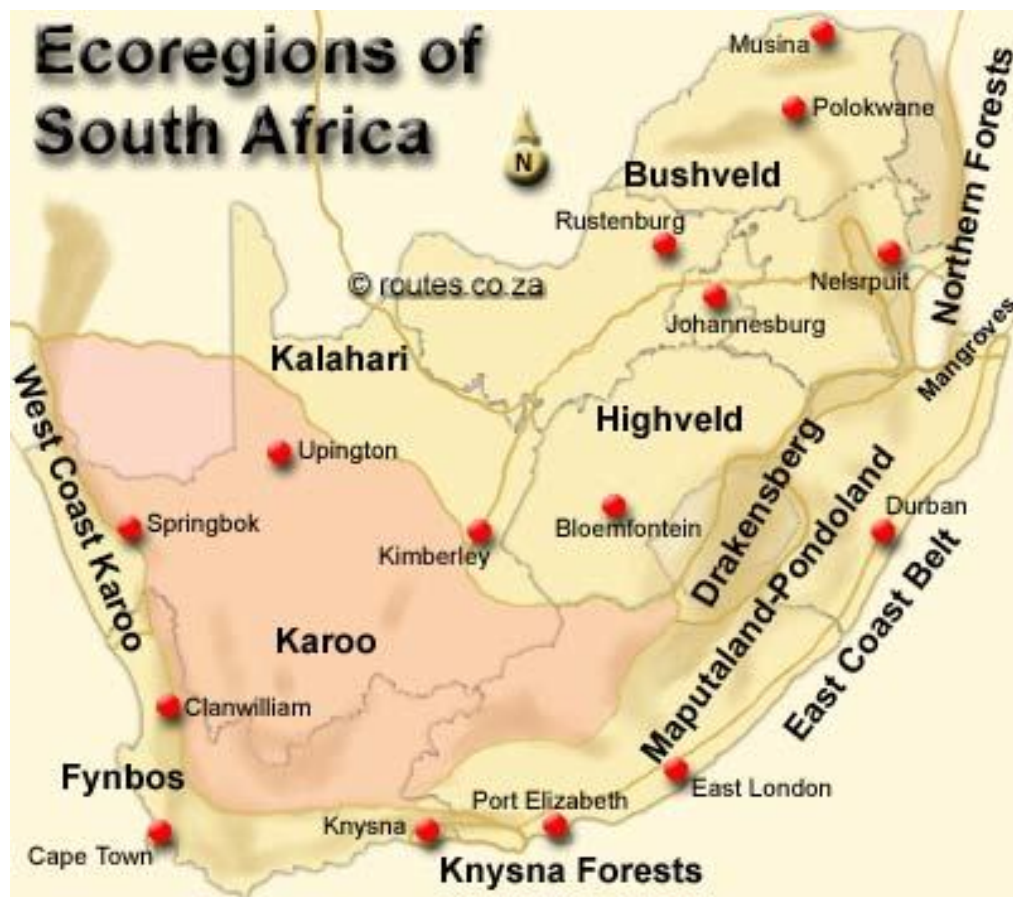 Ecoregions of
South Africa
N
Musina
Polokwane
Northern Forests
Bushveld
Rustenburg
Nelsrpuit
© routes.co.za
Johannesburg
Mangroves
Kalahari
West Coast Karoo
Highveld
Upington
Drakensberg
Maputaland-Pondoland
Springbok
Kimberley
Bloemfontein
Durban
East Coast Belt
Karoo
Clanwilliam
Fynbos
East London
Port Elizabeth
Knysna
Cape Town
Knysna Forests